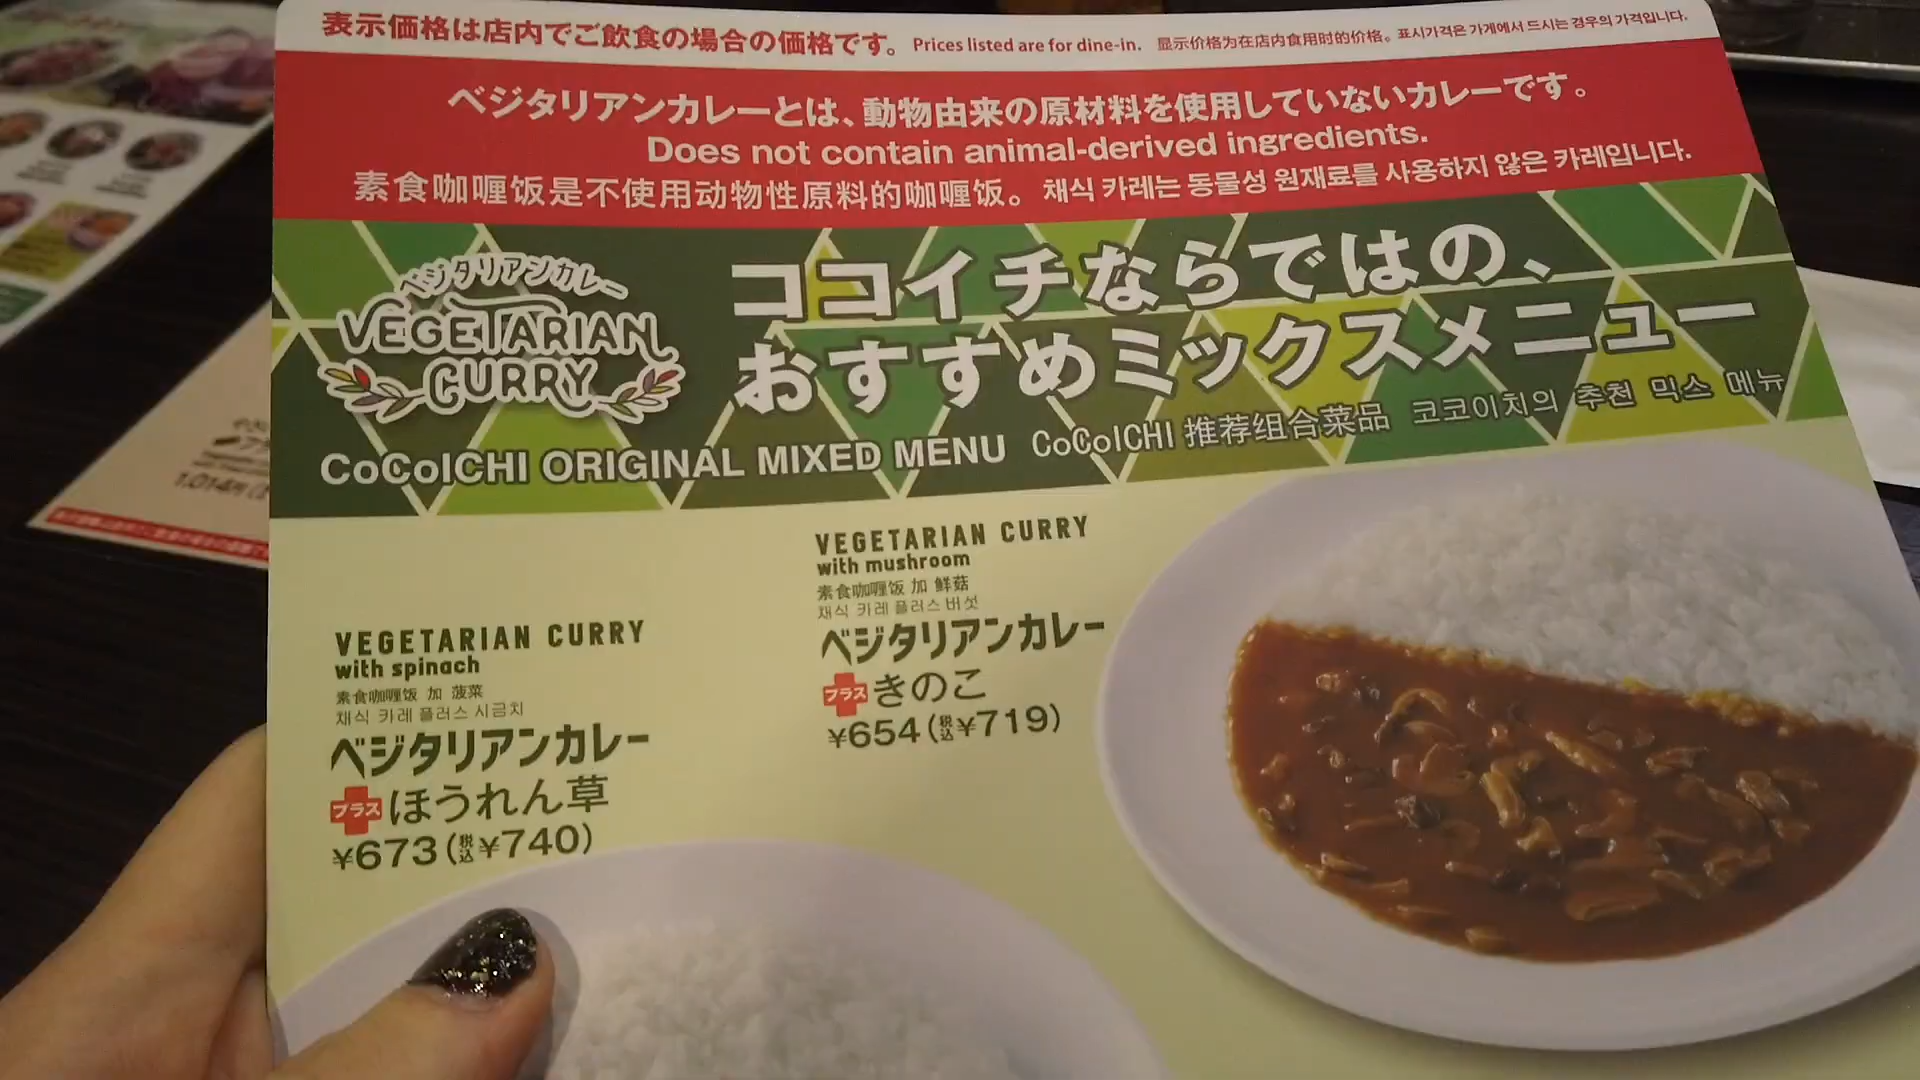 表示価格は店内でご飲食の場合の価格です。 Prices listed are for dine-in. 显示价格为在店内食用时的价格。 표시가격은 가게에서 드시는 경우의 가격입니다.
ベジタリアンカレーとは、動物由来の原材料を使用していないカレーです。
Does not contain animal-derived ingredients.
素食咖喱饭是不使用动物性原料的咖喱饭。 채식 카레는 동물성 원재료를 사용하지 않은 카레입니다.
ベジタリアンカレー
VEGETARIAN
CURRY
ココイチならではの、
おすすめミックスメニュー
CoCoICHI ORIGINAL MIXED MENU CoCoICHI 推荐组合菜品 코코이치의 추천 믹스 메뉴
VEGETARIAN CURRY
with spinach
素食咖喱饭 加 菠菜
채식 카레 플러스 시금치
ベジタリアンカレー
プラス ほうれん草
¥673(税込¥740)
VEGETARIAN CURRY
with mushroom
素食咖喱饭 加 鲜菇
채식 카레 플러스 버섯
ベジタリアンカレー
プラス きのこ
¥654(税込¥719)
1,014円